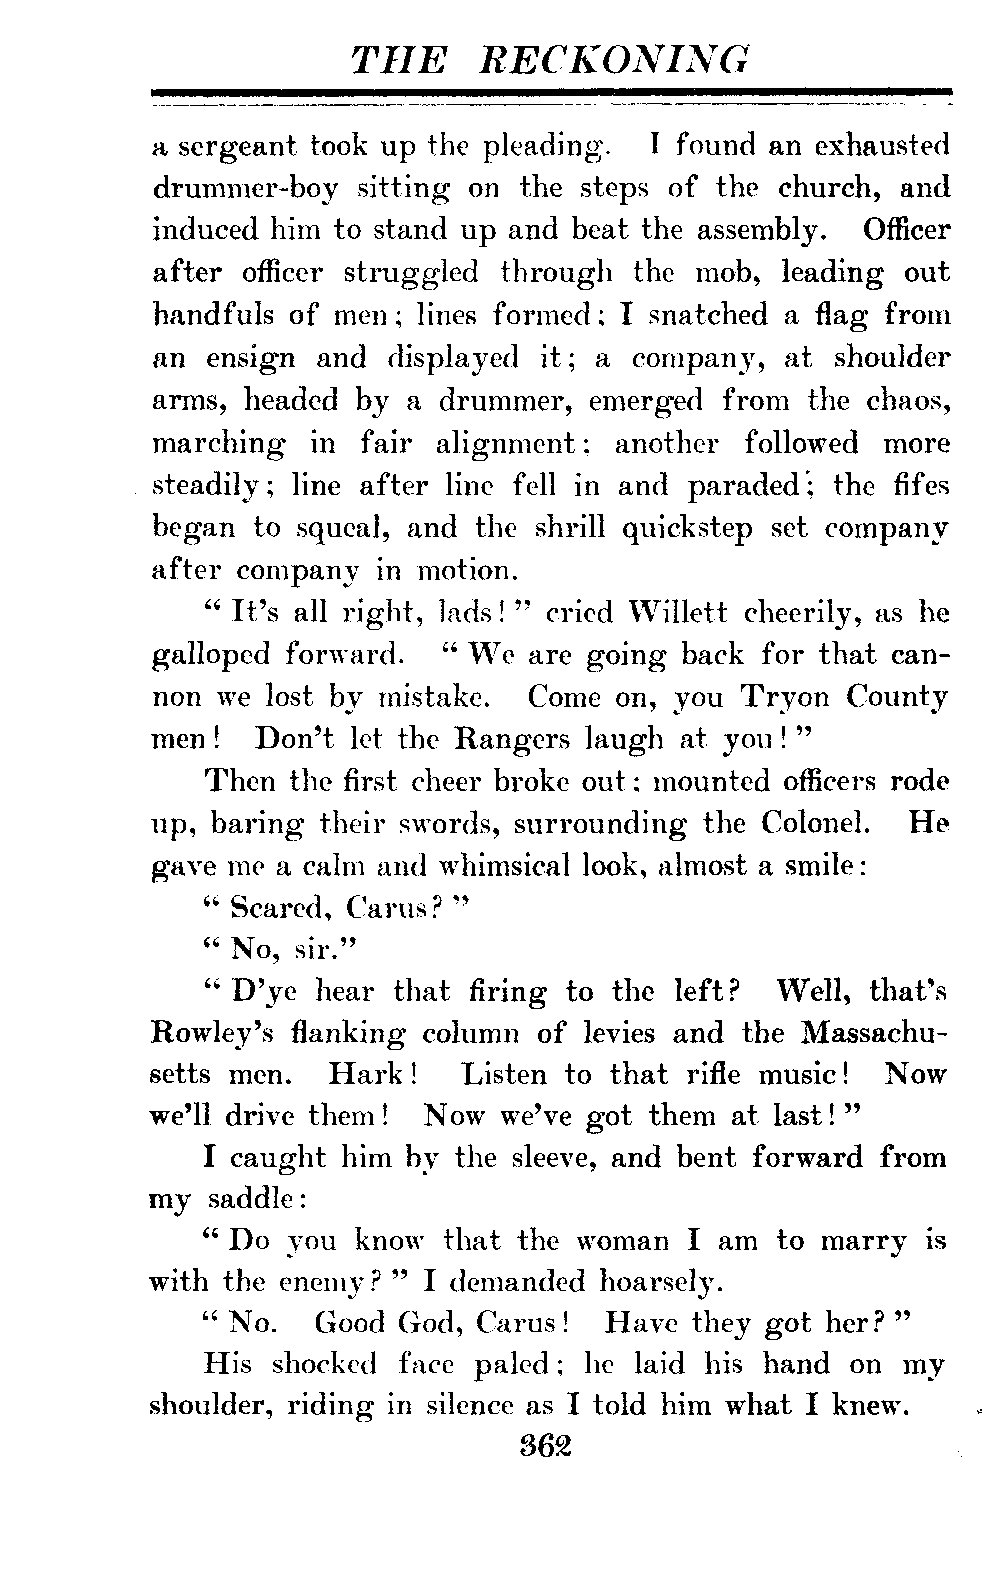 THE RECKONING
a sergeant took up the pleading. I found an exhausted
drummer-boy sitting on the steps of the church, and
induced him to stand up and beat the assembly. Officer
after officer struggled through the mob, leading out
handfuls of men; lines formed; I snatched a flag from
an ensign and displayed it; a company, at shoulder
arms, headed by a drummer, emerged from the chaos,
marching in fair alignment; another followed more
steadily; line after line fell in and paraded; the fifes
began to squeal, and the shrill quickstep set company
after company in motion.
"It's all right, lads!" cried Willett cheerily, as he
galloped forward. "We are going back for that can-
non we lost by mistake. Come on, you Tryon County
men! Don't let the Rangers laugh at you!"
Then the first cheer broke out; mounted officers rode
up, baring their swords, surrounding the Colonel. He
gave me a calm and whimsical look, almost a smile:
"Scared, Carus?"
"No, sir."
"D'ye hear that firing to the left? Well, that's
Rowley's flanking column of levies and the Massachu-
setts men. Hark! Listen to that rifle music! Now
we'll drive them! Now we've got them at last!"
I caught him by the sleeve, and bent forward from
my saddle:
"Do you know that the woman I am to marry is
with the enemy?" I demanded hoarsely.
"No. Good God, Carus! Have they got her?"
His shocked face paled; he laid his hand on my
shoulder, riding in silence as I told him what I knew.
362